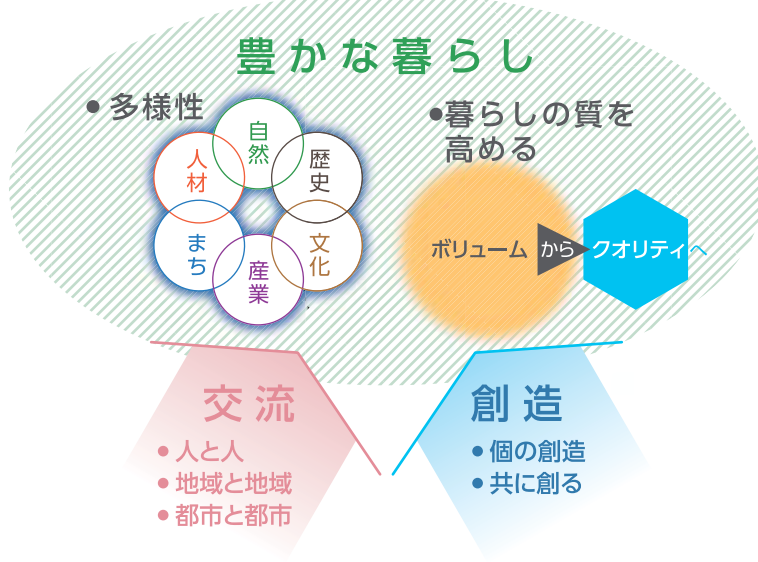 豊かな暮らし
●多様性
自然
人材
歴史
まち
文化
産業
●暮らしの質を
高める
ボリューム から クオリティへ
交流
●人と人
●地域と地域
●都市と都市
創造
●個の創造
●共に創る